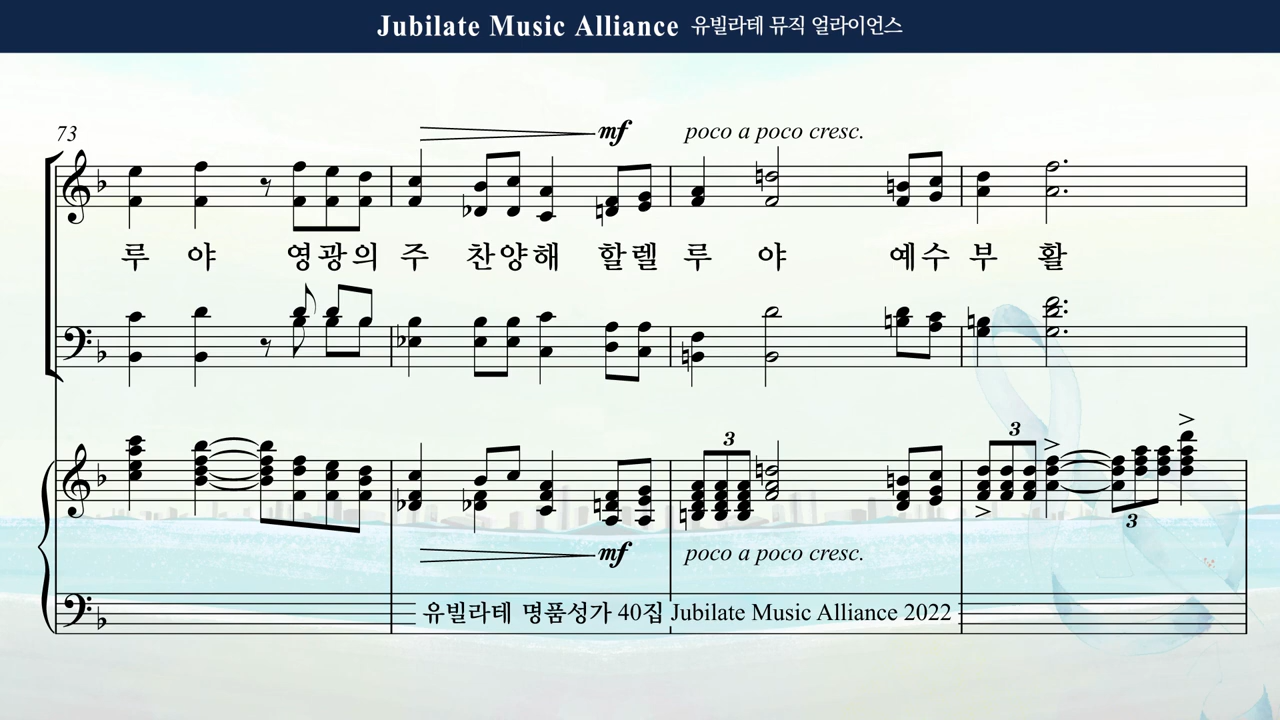 Jubilate Music Alliance 유빌라테 뮤직 얼라이언스
73
mf poco a poco cresc.
루 야 영광의 주 찬양해 할렐 루 야 예수 부 활
3 3
3
mf poco a poco cresc.
유빌라테 명품성가 40집 Jubilate Music Alliance 2022